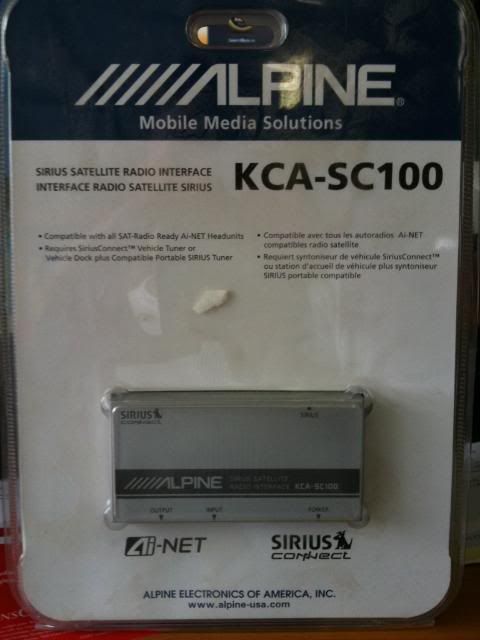 /////ALPINE®
Mobile Media Solutions
SIRIUS SATELLITE RADIO INTERFACE
INTERFACE RADIO SATELLITE SIRIUS
KCA-SC100
• Compatible with all SAT-Radio Ready Ai-NET Headunits
• Requires SiriusConnect™ Vehicle Tuner or
Vehicle Dock plus Compatible Portable SIRIUS Tuner
• Compatible avec tous les autoradios Ai-NET
compatibles radio satellite
• Requiert syntoniseur de véhicule SiriusConnect™
ou station d'accueil de véhicule plus syntoniseur
SIRIUS portable compatible
SIRIUS
CONNECT
SIRIUS
/////ALPINE
SIRIUS SATELLITE
RADIO INTERFACE KCA-SC100
OUTPUT INPUT POWER
Ai-NET
SIRIUS
CONNECT
ALPINE ELECTRONICS OF AMERICA, INC.
www.alpine-usa.com